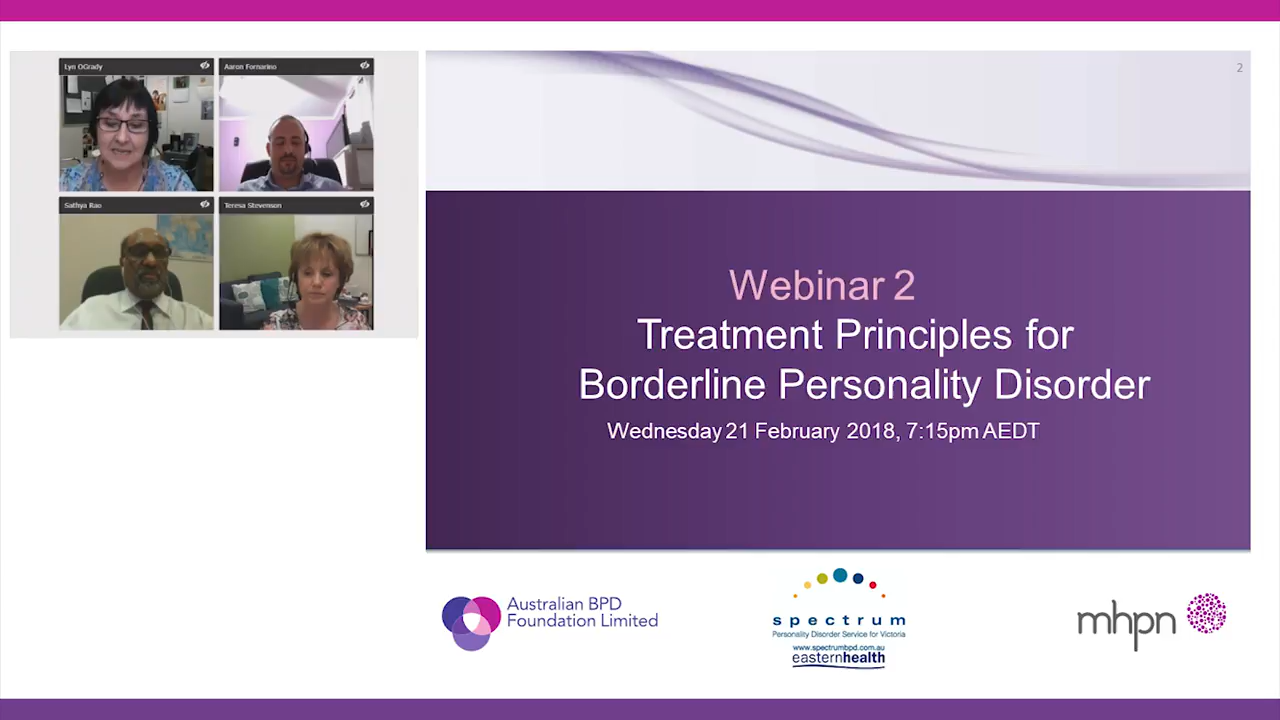 Lyn OGrady
Aaron Fornarino
Sathya Rao
Teresa Stevenson
2
Webinar 2
Treatment Principles for
Borderline Personality Disorder
Wednesday 21 February 2018, 7:15pm AEDT
Australian BPD
Foundation Limited
spectrum
Personality Disorder Service for Victoria
www.spectrumbpd.com.au
easternhealth
mhpn